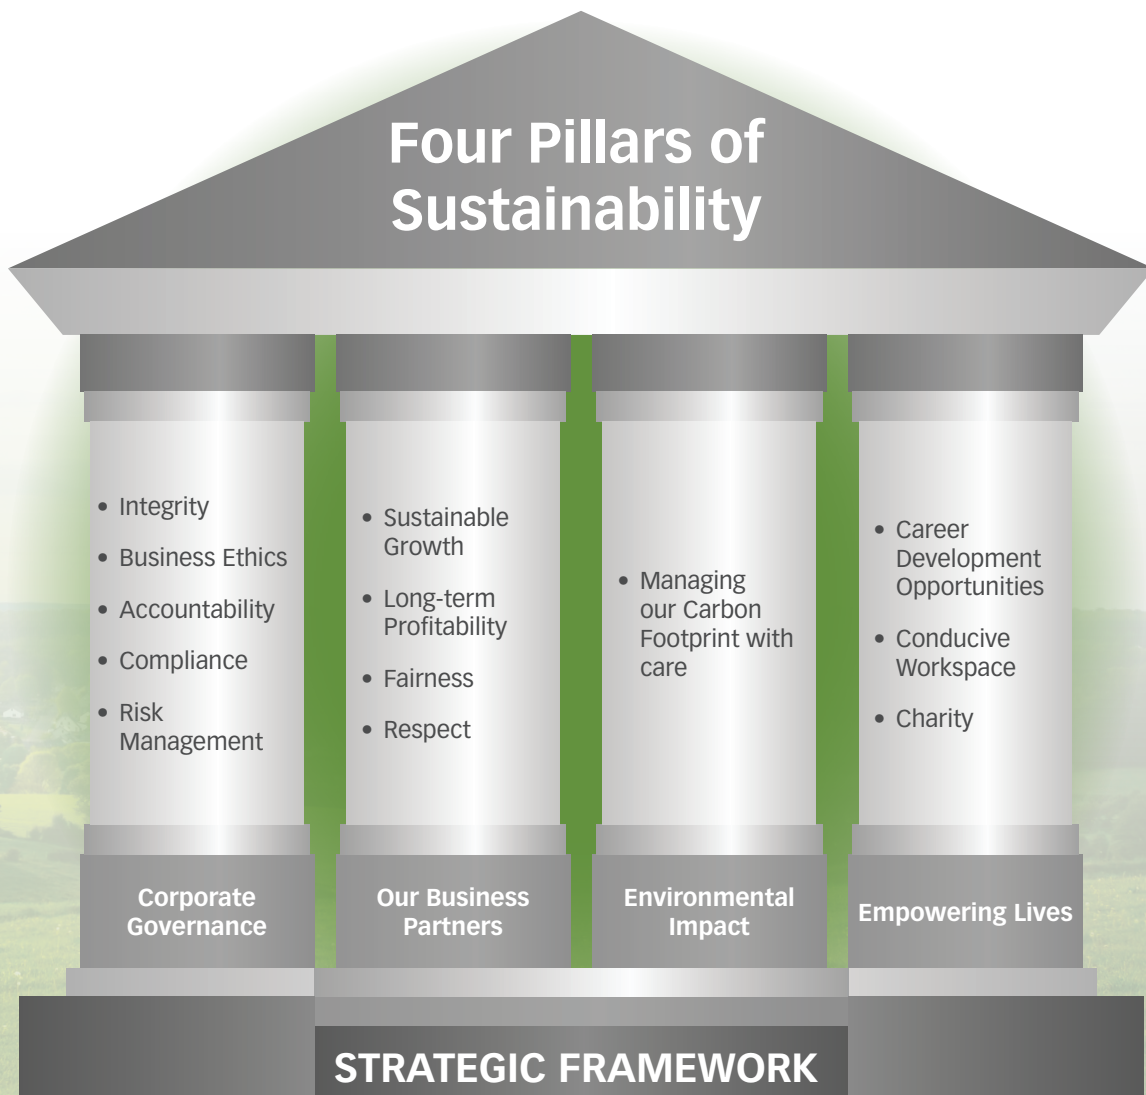 Four Pillars of
Sustainability
• Integrity
• Business Ethics
• Accountability
• Compliance
• Risk
Management
Corporate
Governance
• Sustainable
Growth
• Long-term
Profitability
• Fairness
• Respect
Our Business
Partners
• Managing
our Carbon
Footprint with
care
Environmental
Impact
• Career
Development
Opportunities
• Conducive
Workspace
• Charity
Empowering Lives
STRATEGIC FRAMEWORK